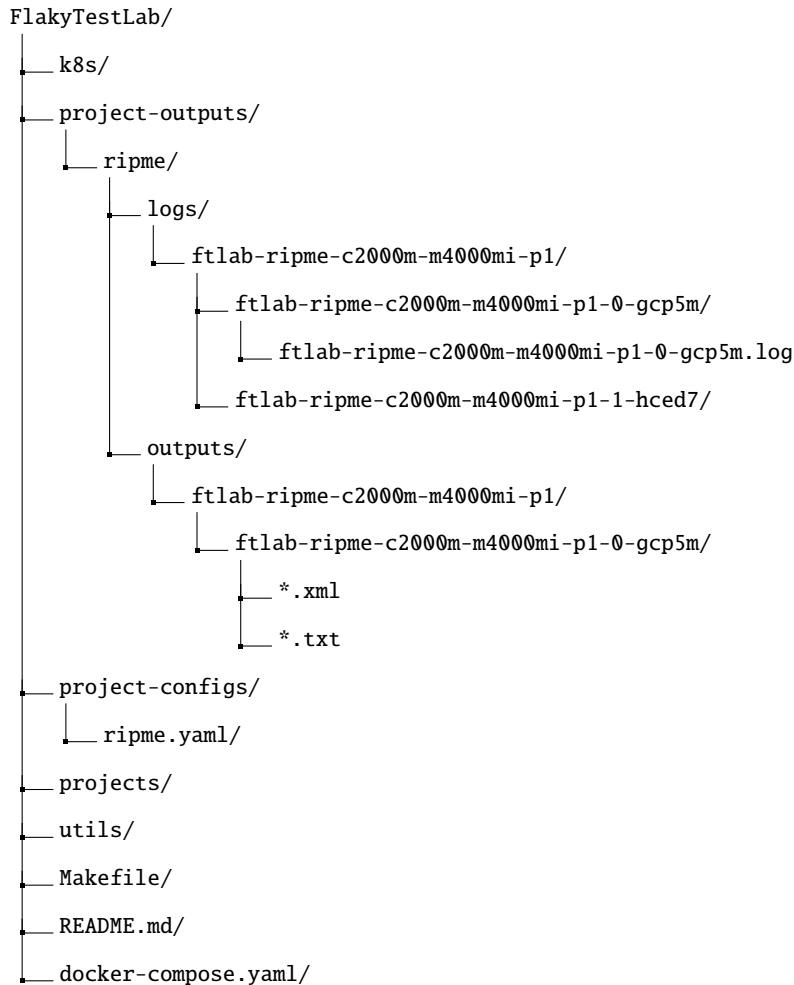 FlakyTestLab/
k8s/
project-outputs/
ripme/
logs/
ftlab-ripme-c2000m-m4000mi-p1/
ftlab-ripme-c2000m-m4000mi-p1-0-gcp5m/
ftlab-ripme-c2000m-m4000mi-p1-0-gcp5m.log
ftlab-ripme-c2000m-m4000mi-p1-1-hced7/
outputs/
ftlab-ripme-c2000m-m4000mi-p1/
ftlab-ripme-c2000m-m4000mi-p1-0-gcp5m/
*.xml
*.txt
project-configs/
ripme.yaml/
projects/
utils/
Makefile/
README.md/
docker-compose.yaml/